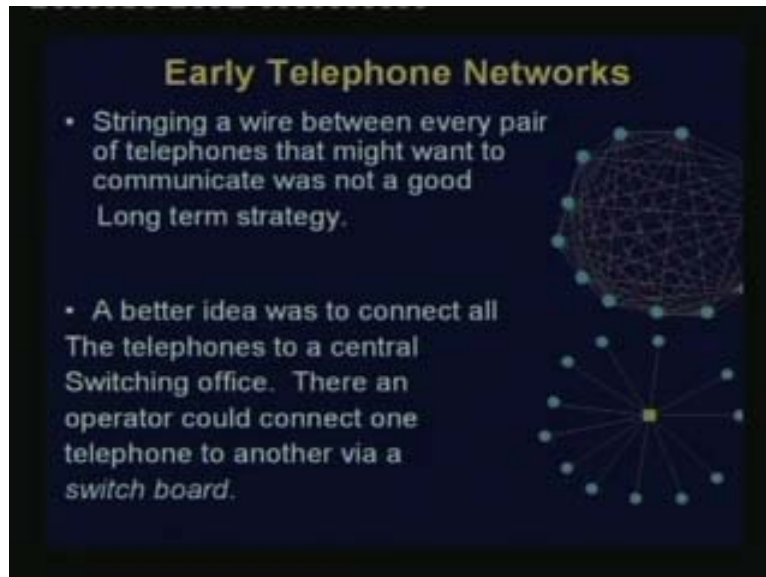 Early Telephone Networks
• Stringing a wire between every pair
of telephones that might want to
communicate was not a good
Long term strategy.
• A better idea was to connect all
The telephones to a central
Switching office. There an
operator could connect one
telephone to another via a
switch board.